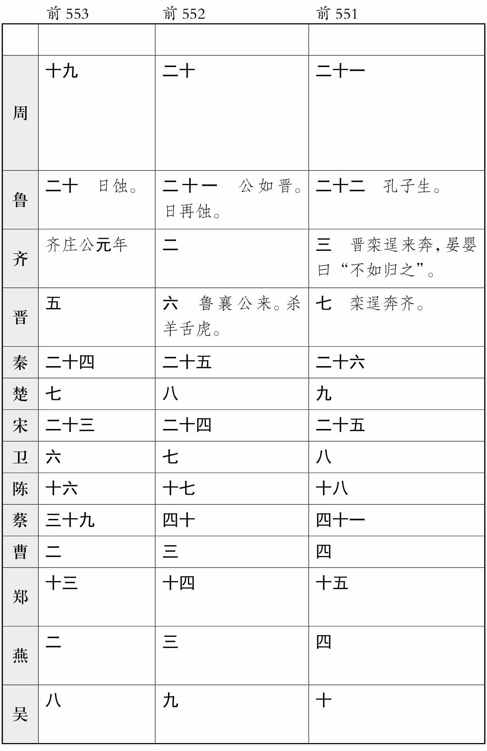 前 553 前 552 前 551
周 十九 二十 二十一
鲁 二十 日蚀。 二十一 公如晋。 二十二 孔子生。
日再蚀。
齐 齐庄公元年 二 三 晋栾逞来奔，晏婴
曰“不如归之”。
晋 五 六 鲁襄公来。杀 七 栾逞奔齐。
羊舌虎。
秦 二十四 二十五 二十六
楚 七 八 九
宋 二十三 二十四 二十五
卫 六 七 八
陈 十六 十七 十八
蔡 三十九 四十 四十一
曹 二 三 四
郑 十三 十四 十五
燕 二 三 四
吴 八 九 十